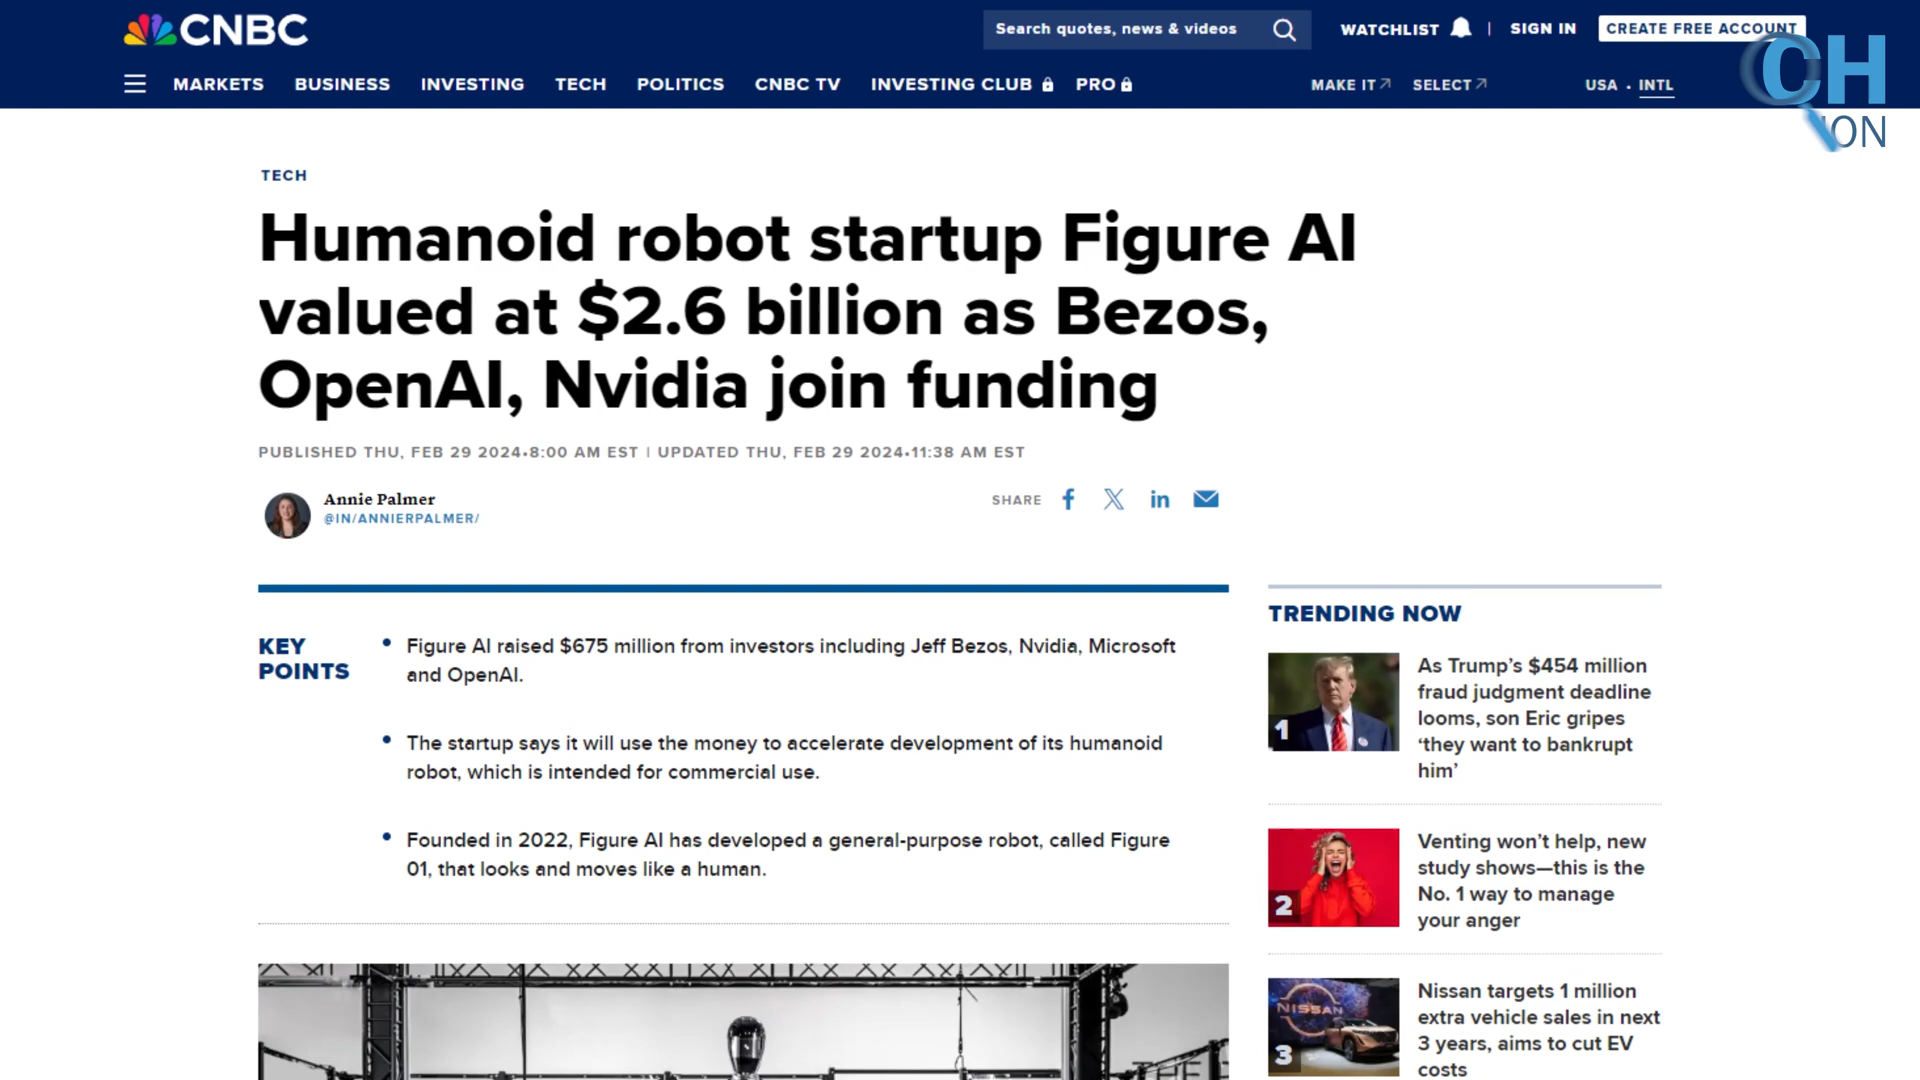 CNBC
Search quotes, news & videos
WATCHLIST
SIGN IN
CREATE FREE ACCOUNT
MARKETS
BUSINESS
INVESTING
TECH
POLITICS
CNBC TV
INVESTING CLUB
PRO
MAKE IT
SELECT
USA • INTL
CH
ION
TECH
Humanoid robot startup Figure AI
valued at $2.6 billion as Bezos,
OpenAI, Nvidia join funding
PUBLISHED THU, FEB 29 2024•8:00 AM EST | UPDATED THU, FEB 29 2024•11:38 AM EST
Annie Palmer
@IN/ANNIERPALMER/
SHARE
KEY
POINTS
Figure AI raised $675 million from investors including Jeff Bezos, Nvidia, Microsoft
and OpenAI.
The startup says it will use the money to accelerate development of its humanoid
robot, which is intended for commercial use.
Founded in 2022, Figure AI has developed a general-purpose robot, called Figure
01, that looks and moves like a human.
TRENDING NOW
1
As Trump’s $454 million
fraud judgment deadline
looms, son Eric gripes
‘they want to bankrupt
him’
2
Venting won’t help, new
study shows—this is the
No. 1 way to manage
your anger
NISSAN
3
Nissan targets 1 million
extra vehicle sales in next
3 years, aims to cut EV
costs